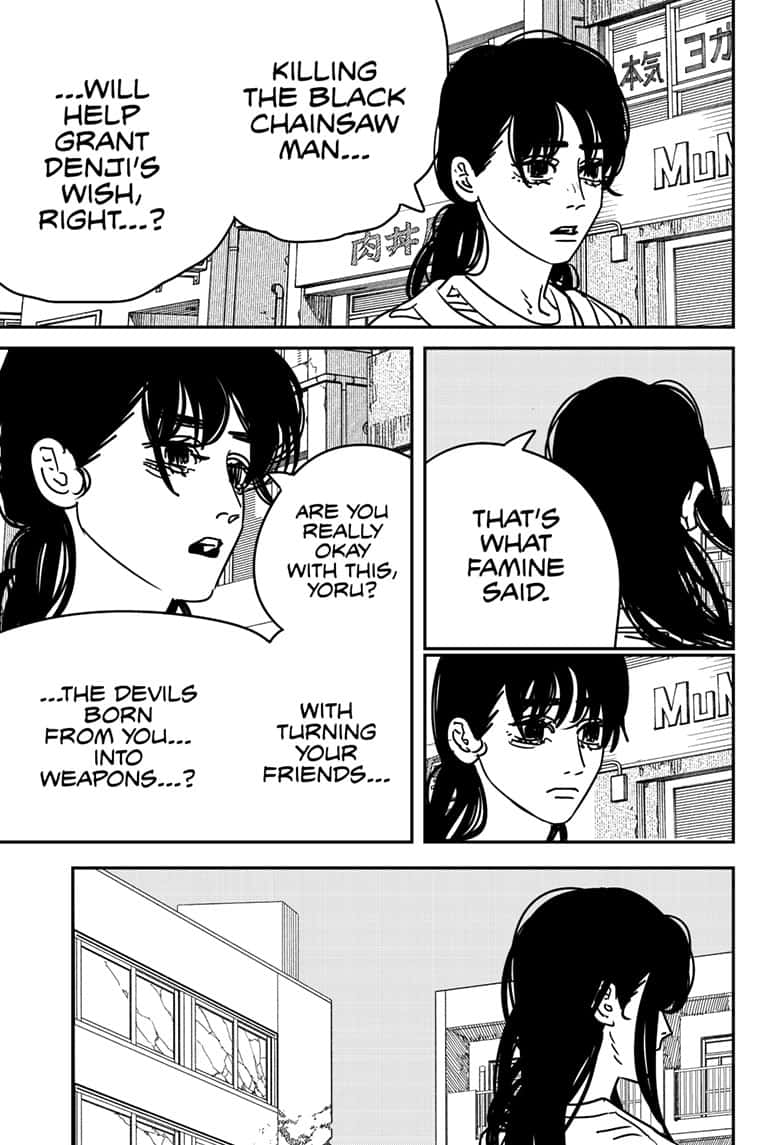 KILLING
THE BLACK
CHAINSAW
MAN...
...WILL
HELP
GRANT
DENJI'S
WISH,
RIGHT...?
本気
ヨガ
MUM
肉丼
THAT'S
WHAT
FAMINE
SAID.
ARE YOU
REALLY
OKAY
WITH THIS,
YORU?
MUM
WITH
TURNING
YOUR
FRIENDS...
...THE DEVILS
BORN
FROM YOU...
INTO
WEAPONS...?